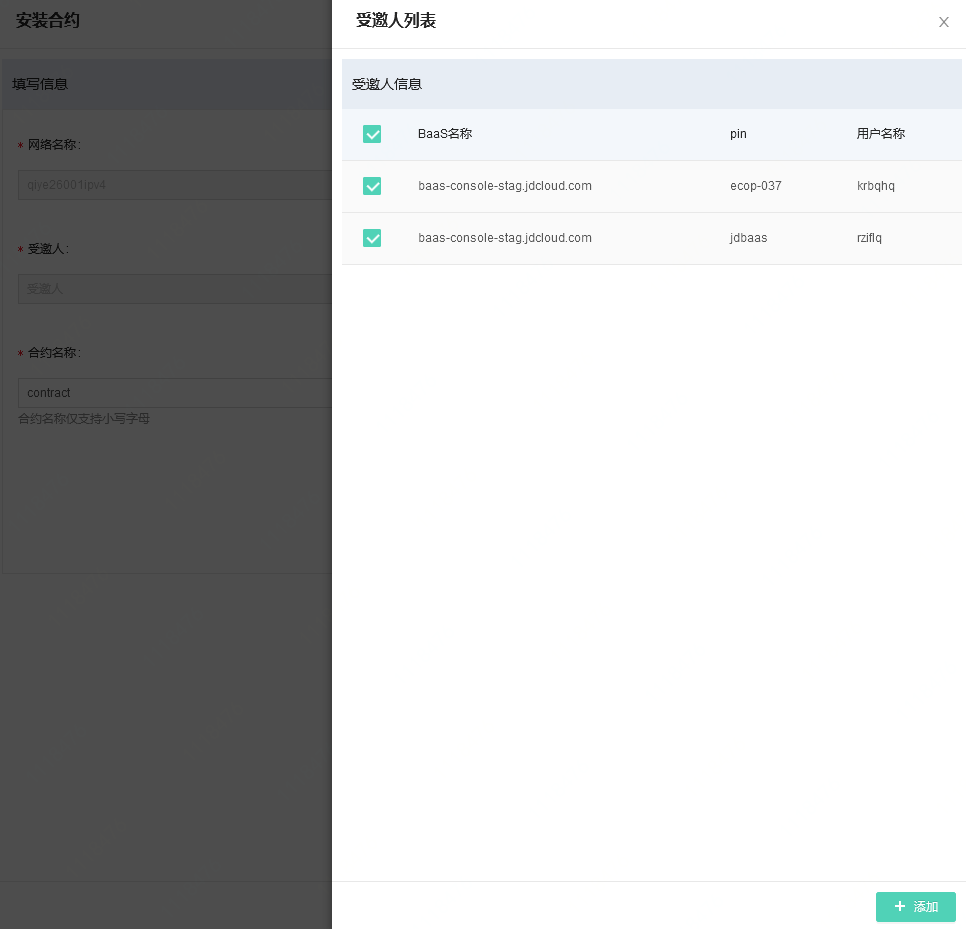 安装合约
填写信息
* 网络名称:
qiye26001ipv4
* 受邀人:
受邀人
* 合约名称:
contract
合约名称仅支持小写字母
受邀人列表
受邀人信息
BaaS名称 pin 用户名称
baas-console-stag.jdcloud.com ecop-037 krbqhq
baas-console-stag.jdcloud.com jdbaas rziflq
+ 添加